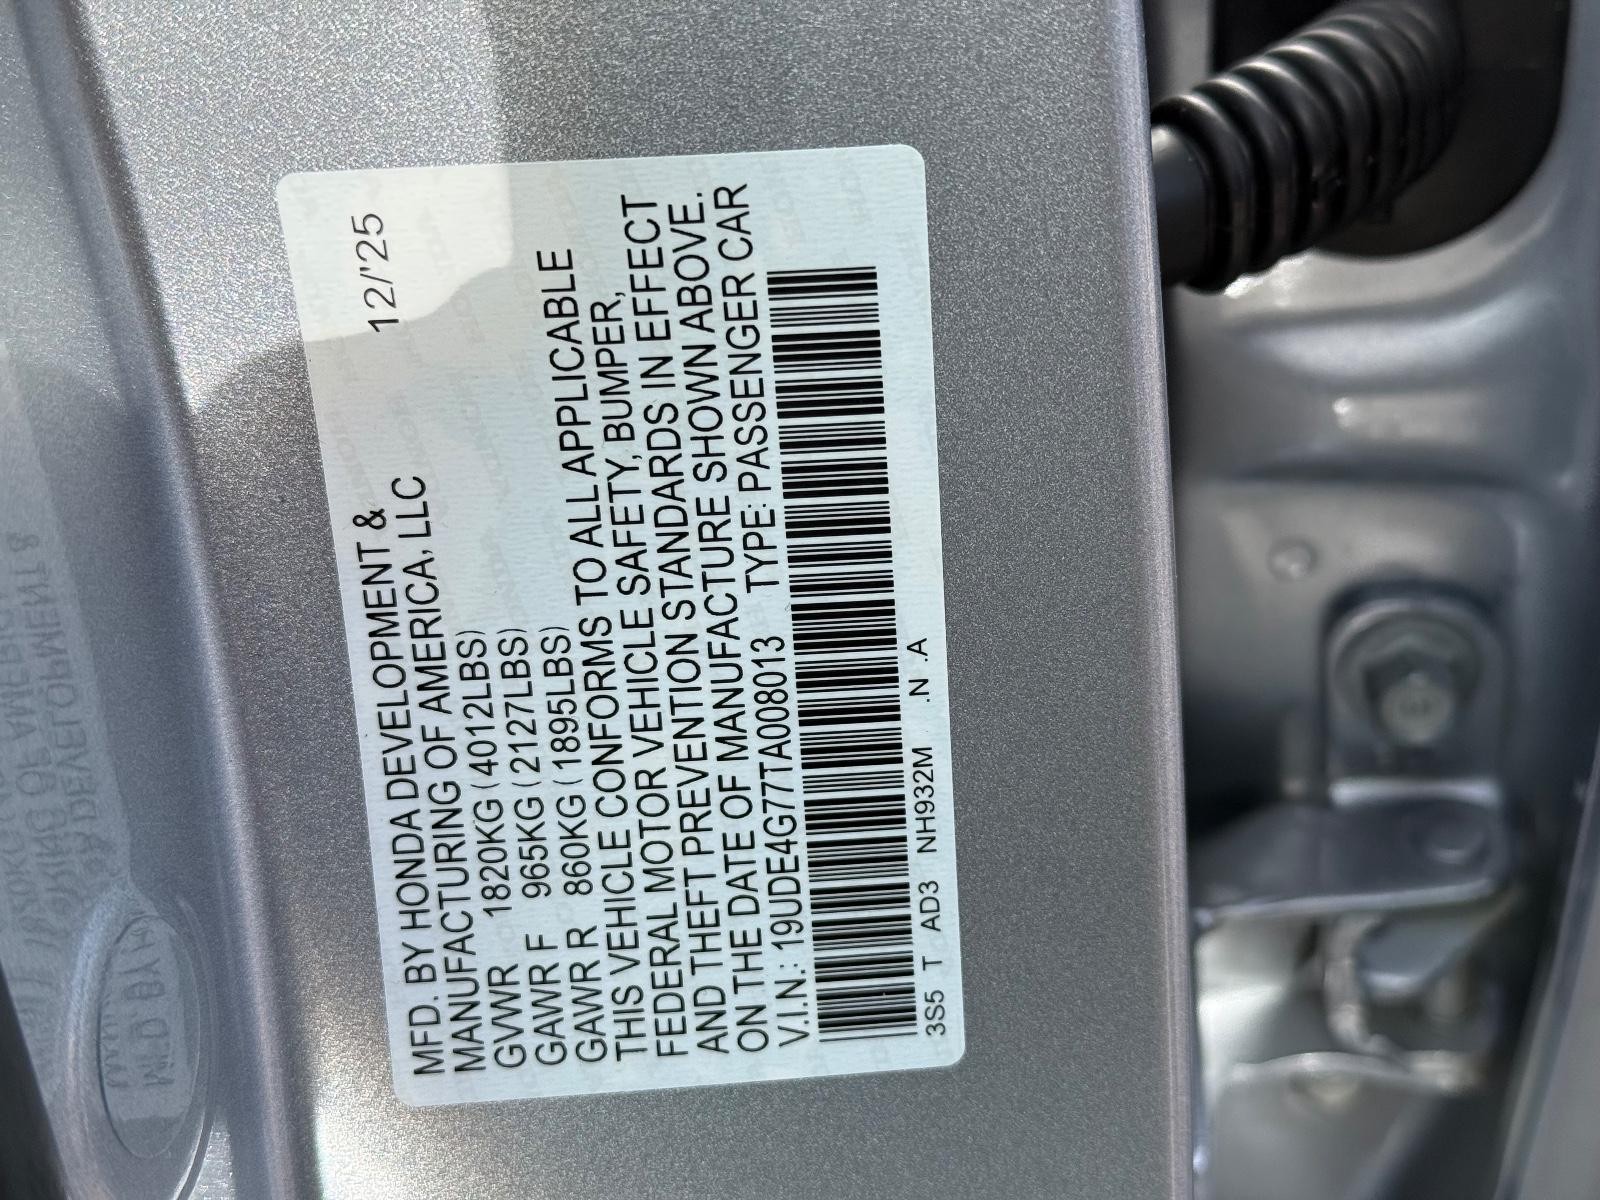 MFD. BY HONDA DEVELOPMENT & 12/'25
MANUFACTURING OF AMERICA, LLC
GVWR 1820KG (4012LBS)
GAWR F 965KG (2127LBS)
GAWR R 860KG (1895LBS)
THIS VEHICLE CONFORMS TO ALL APPLICABLE
FEDERAL MOTOR VEHICLE SAFETY, BUMPER,
AND THEFT PREVENTION STANDARDS IN EFFECT
ON THE DATE OF MANUFACTURE SHOWN ABOVE.
V.I.N.: 19UDE4G77TA008013 TYPE: PASSENGER CAR
3S5 T AD3 NH932M .N .A